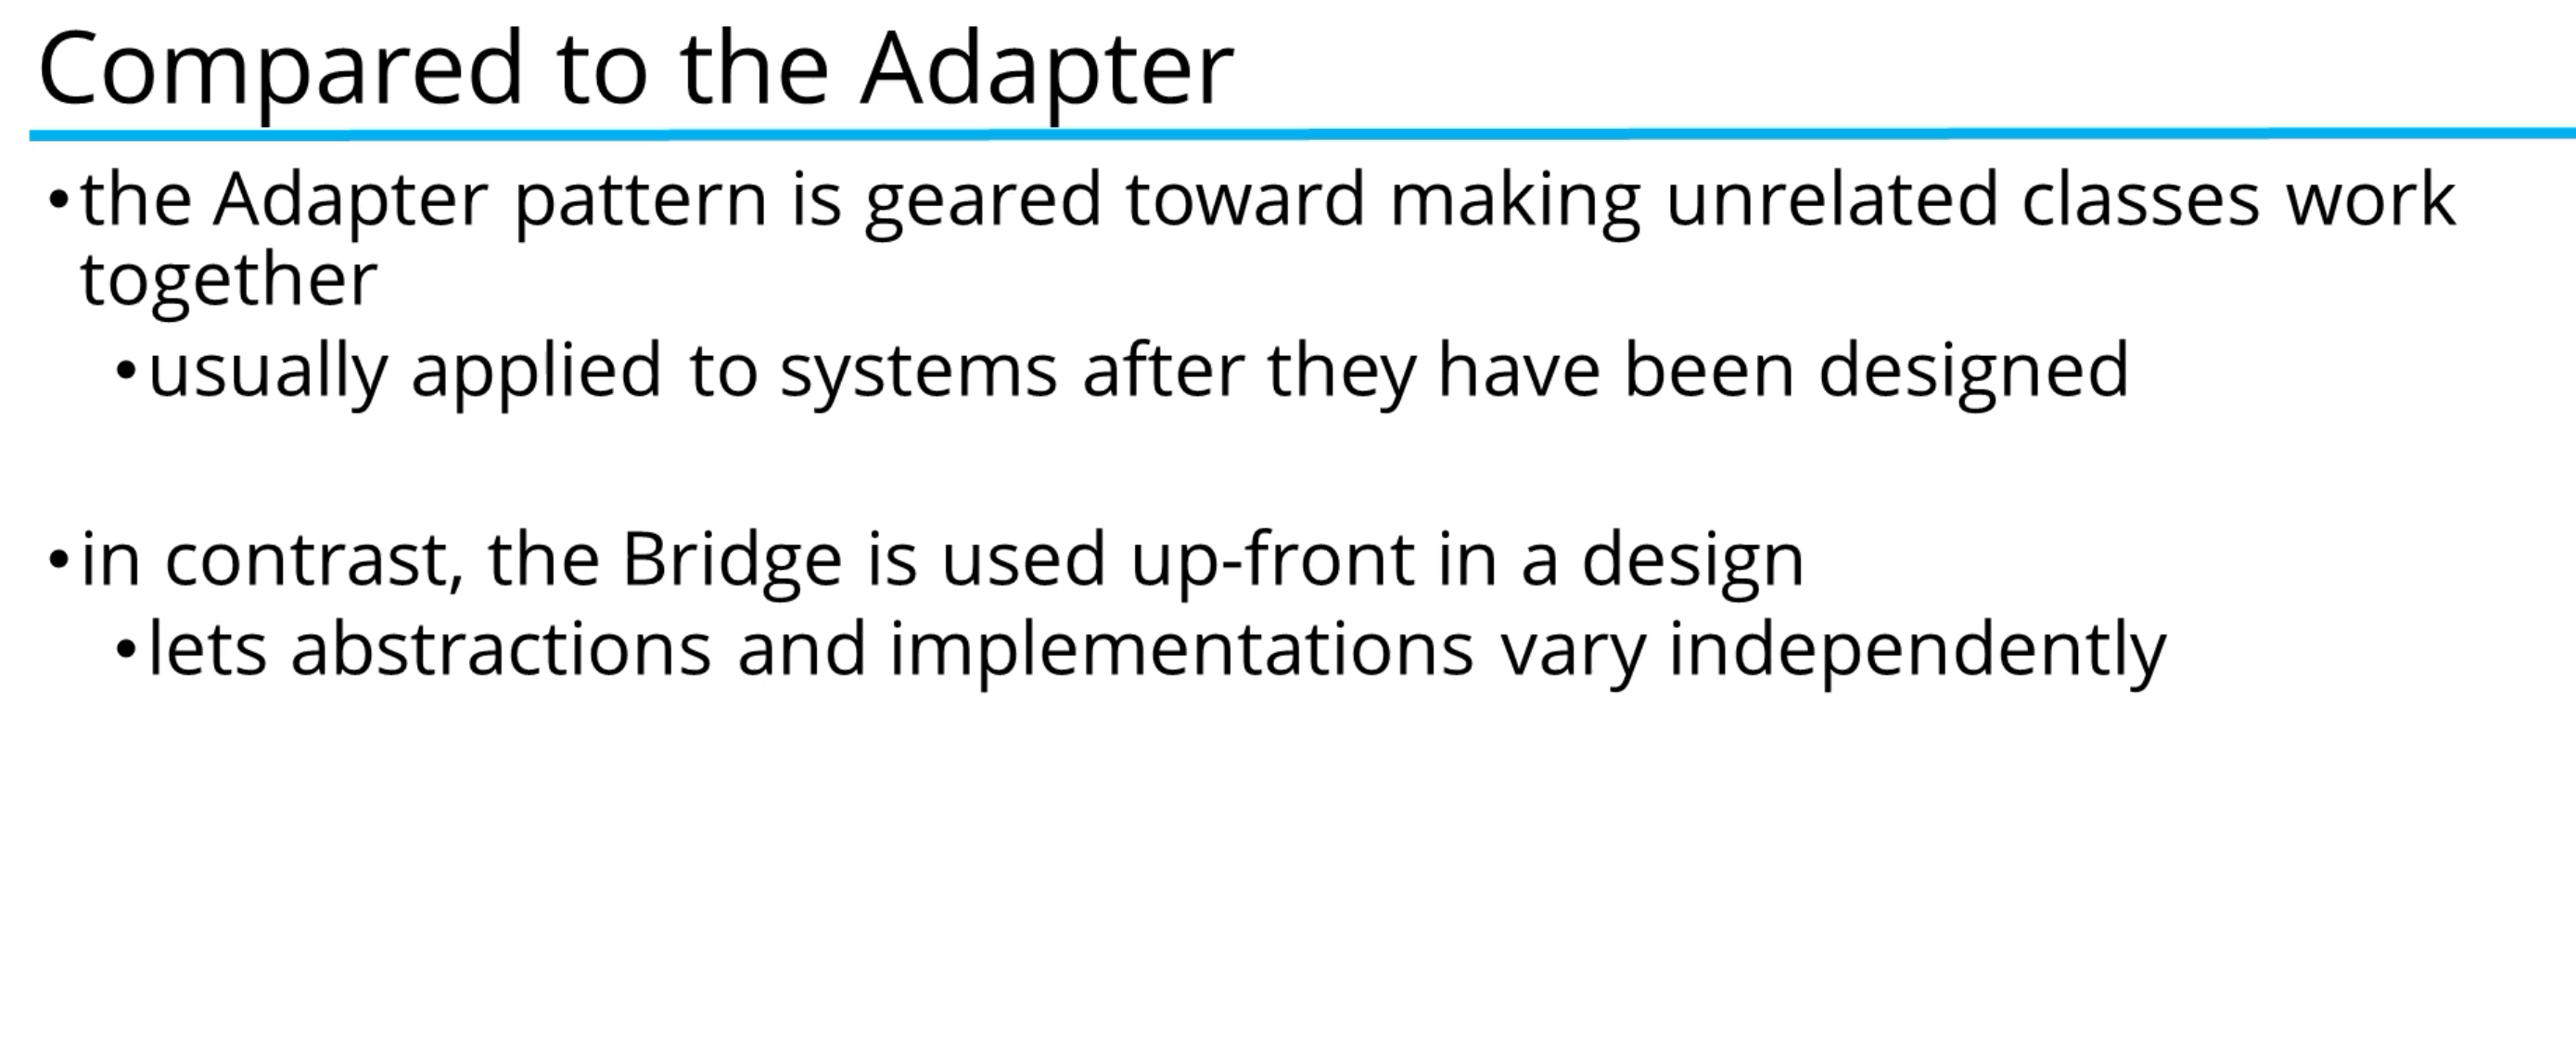 Compared to the Adapter
•the Adapter pattern is geared toward making unrelated classes work
together
•usually applied to systems after they have been designed
•in contrast, the Bridge is used up-front in a design
•lets abstractions and implementations vary independently